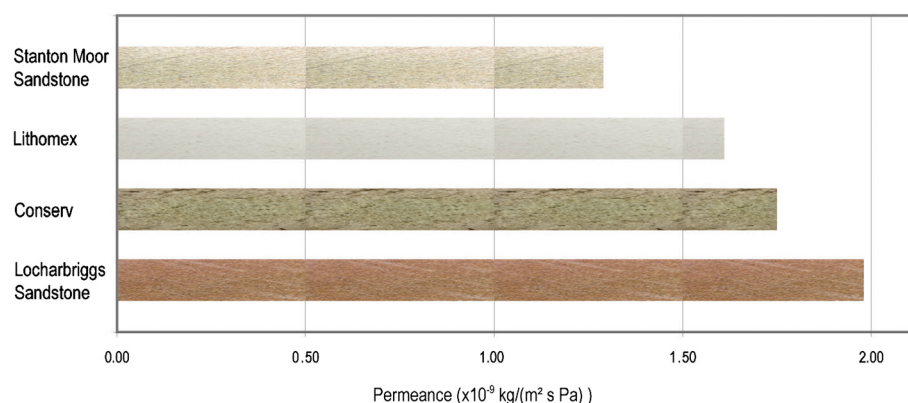 Stanton Moor
Sandstone
Lithomex
Conserv
Locharbriggs
Sandstone
0.00 0.50 1.00 1.50 2.00
Permeance (x10⁻⁹ kg/(m² s Pa) )